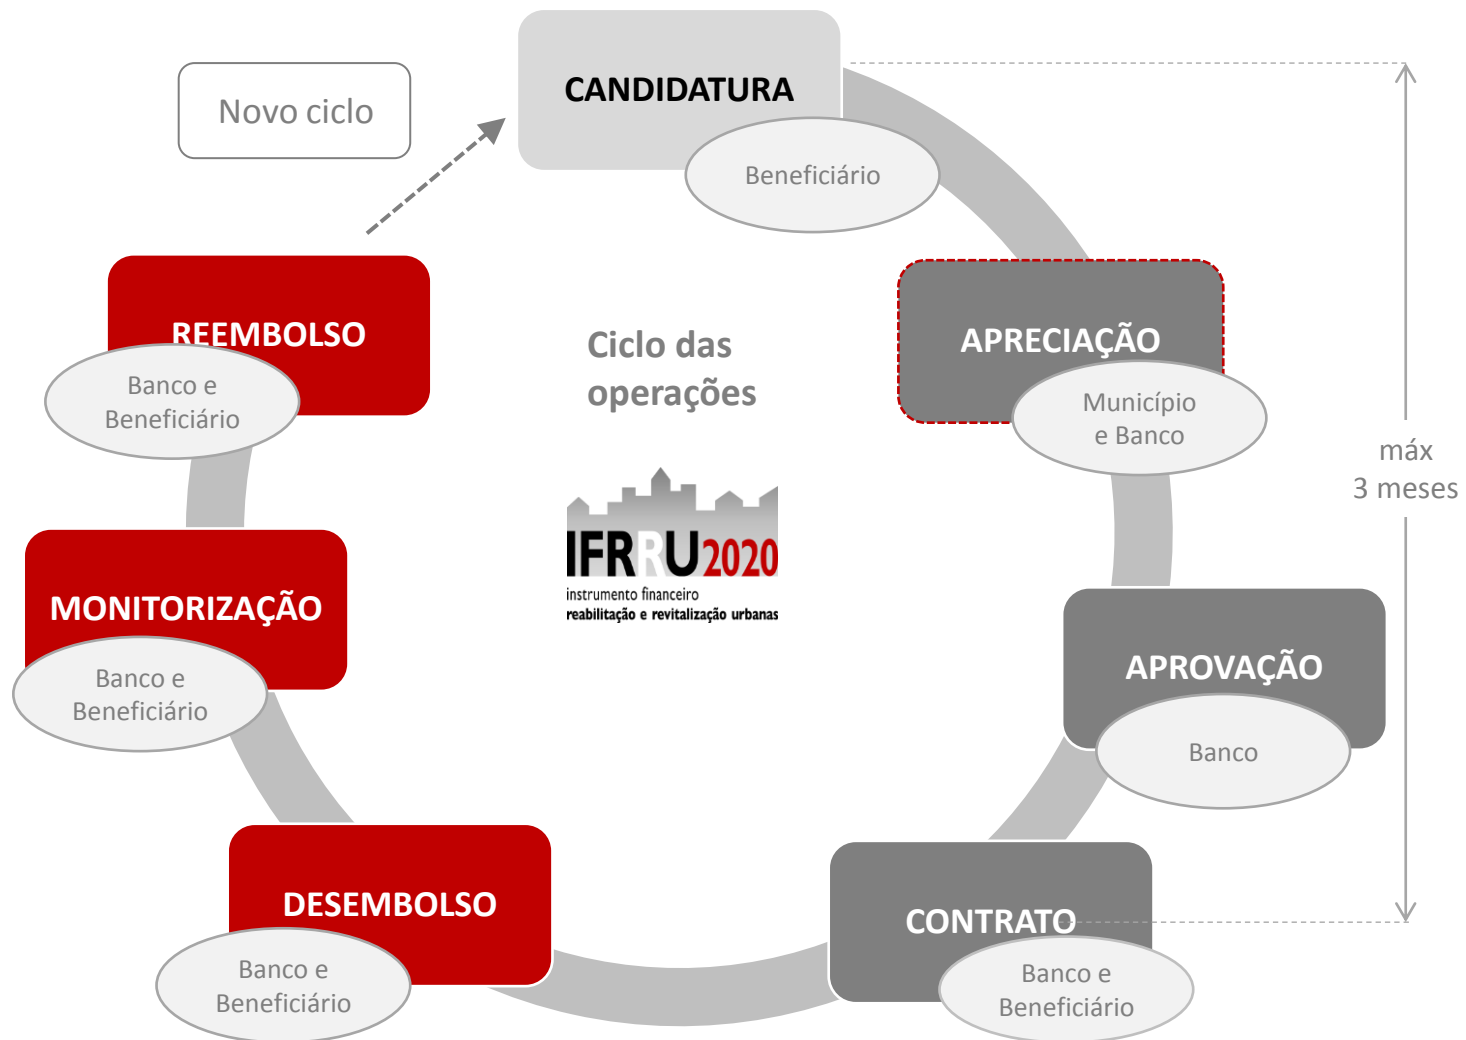 CANDIDATURA
Beneficiário
Novo ciclo
REEMBOLSO
Banco e
Beneficiário
Ciclo das
operações
APRECIAÇÃO
Município
e Banco
máx
3 meses
IFRRU2020
instrumento financeiro
reabilitação e revitalização urbanas
MONITORIZAÇÃO
Banco e
Beneficiário
APROVAÇÃO
Banco
DESEMBOLSO
Banco e
Beneficiário
CONTRATO
Banco e
Beneficiário